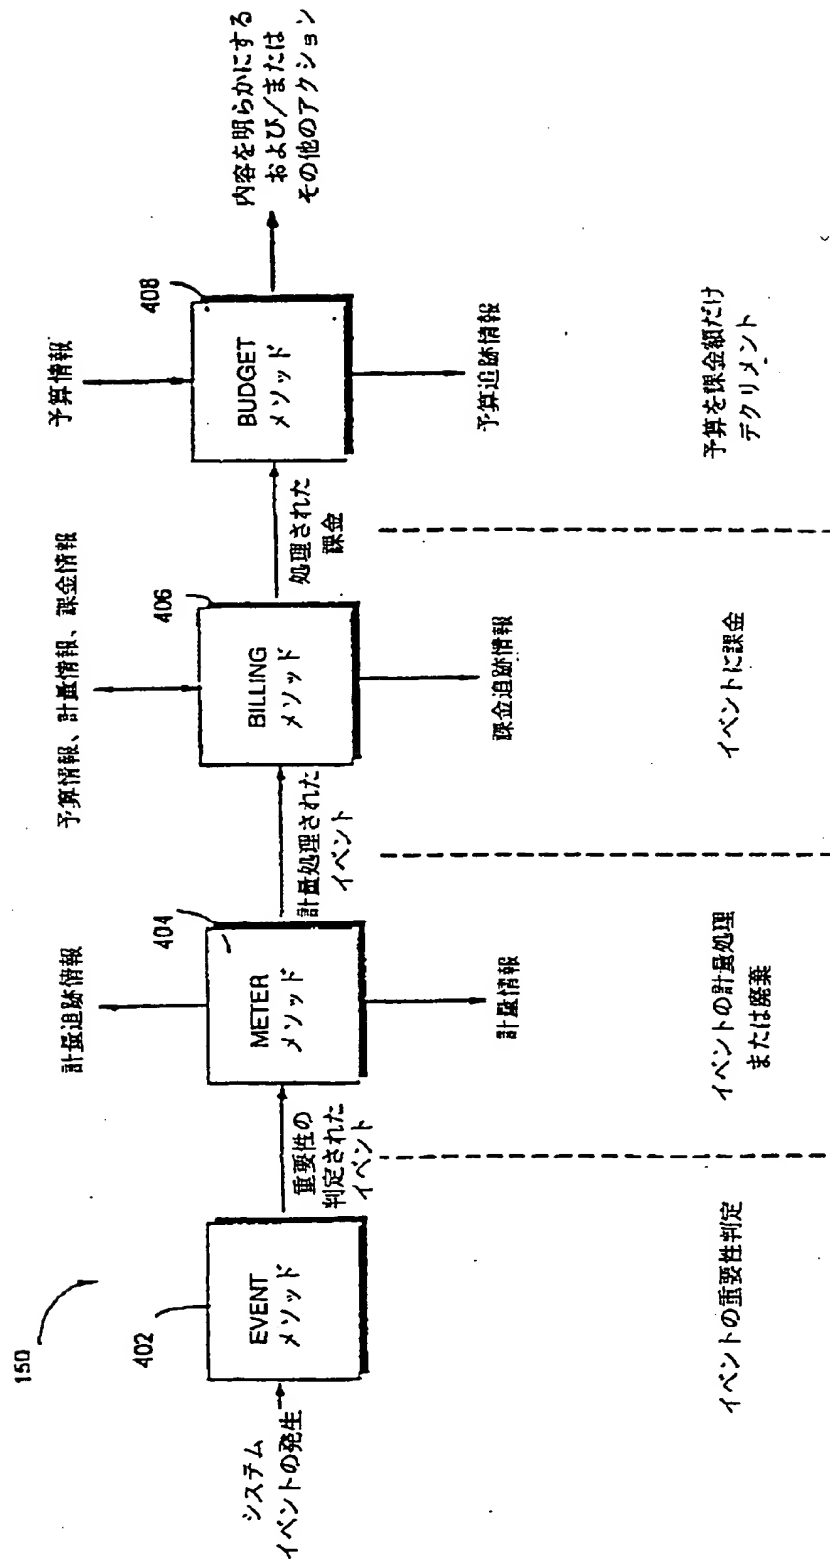 150
システム
イベントの発生
402
EVENT
メソッド
重要性の
判定された
イベント
イベントの重要性判定
計量追跡情報
404
METER
メソッド
計量情報
計量処理された
イベント
イベントの計量処理
または廃棄
予算情報、計量情報、課金情報
406
BILLING
メソッド
課金追跡情報
処理された
課金
イベントに課金
予算情報
408
BUDGET
メソッド
予算追跡情報
内容を明らかにする
および/または
その他のアクション
予算を課金額だけ
デクリメント